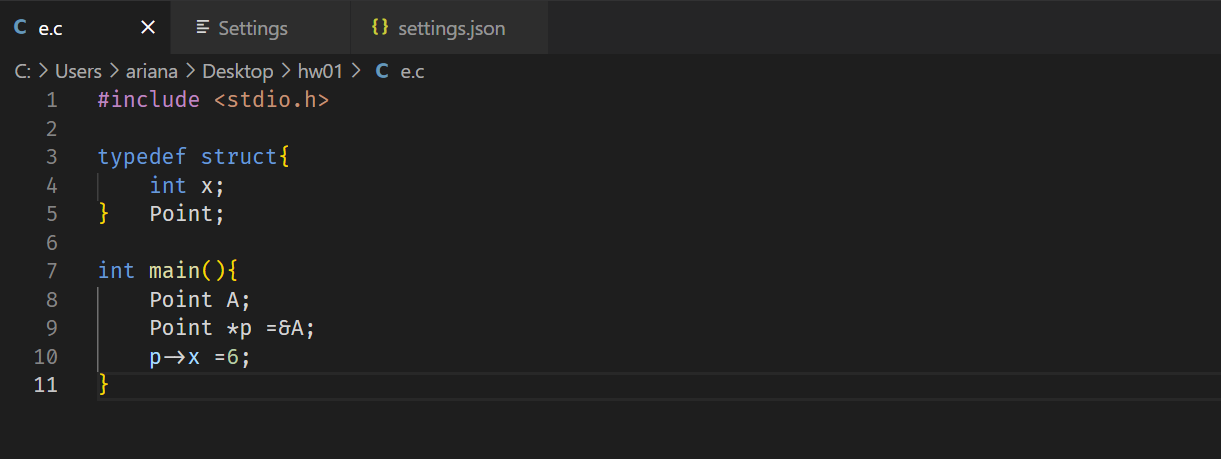 C e.c × Settings {} settings.json
C: > Users > ariana > Desktop > hw01 > C e.c
1 #include <stdio.h>
2
3 typedef struct{
4     int x;
5 }   Point;
6
7 int main(){
8     Point A;
9     Point *p =&A;
10     p->x =6;
11 }